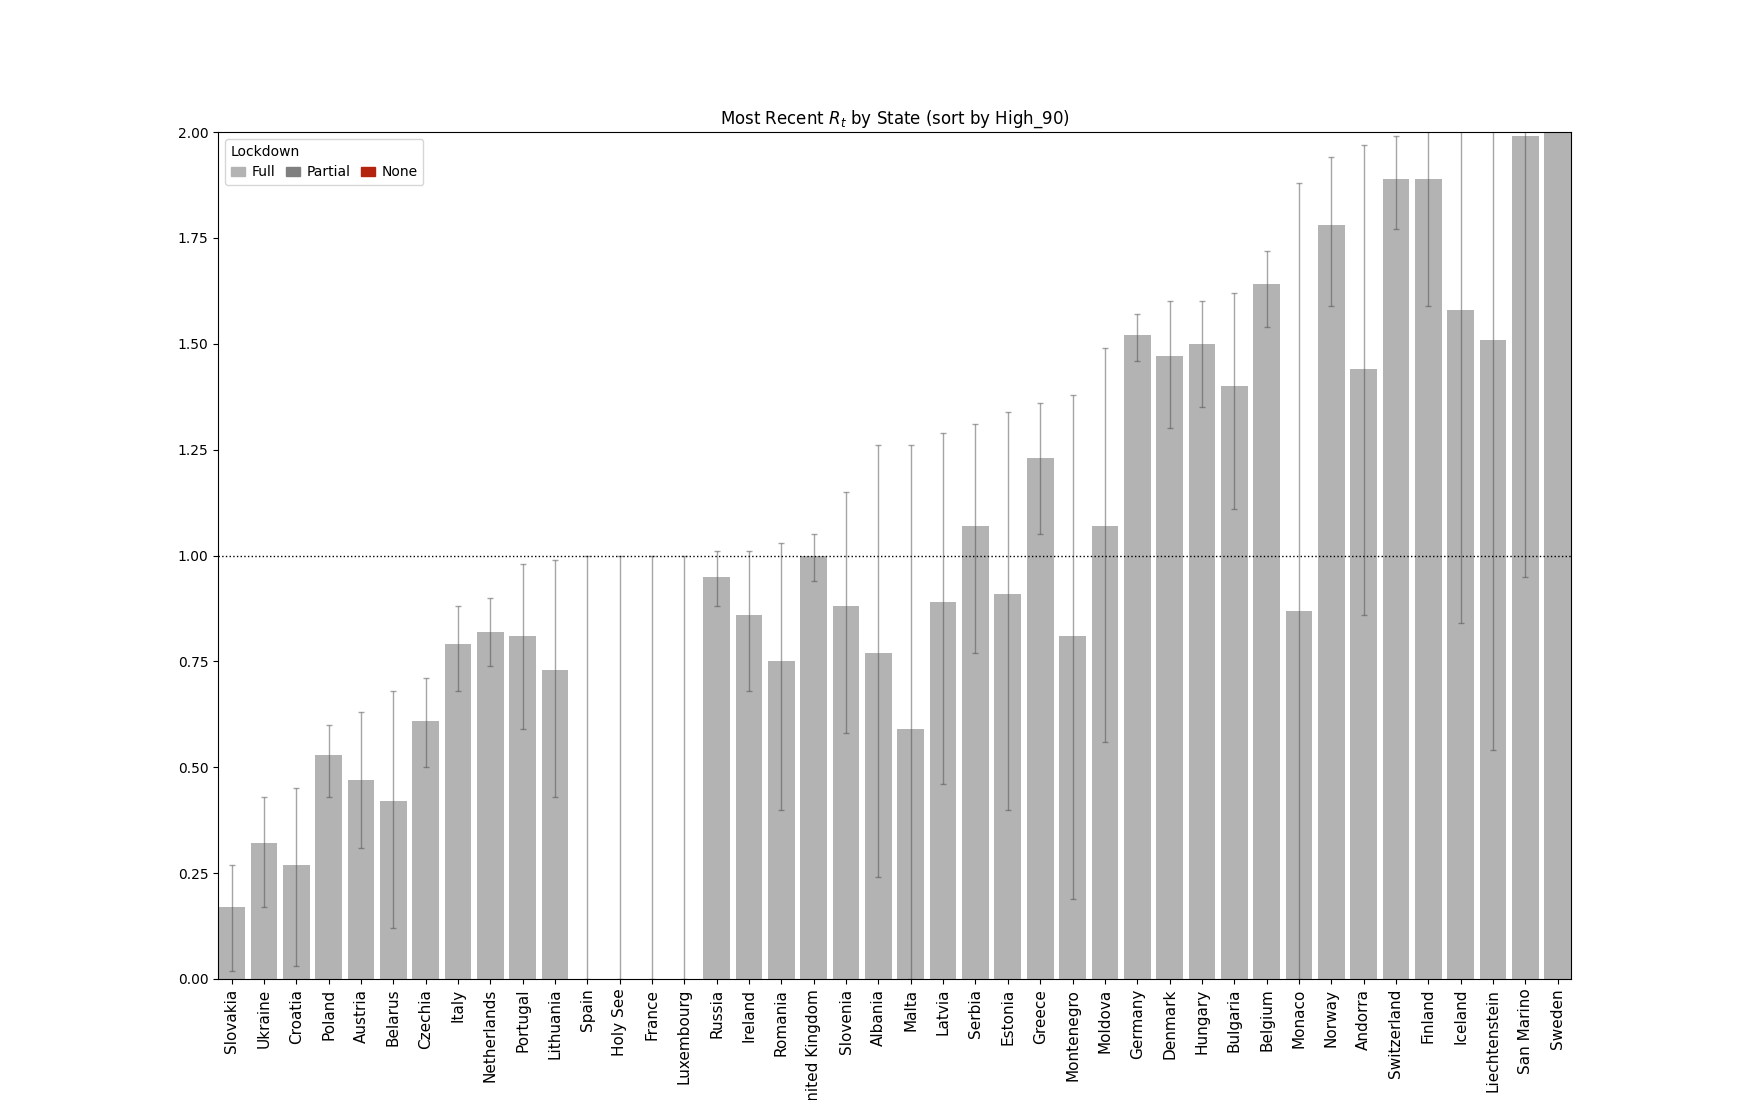 Most Recent R_t by State (sort by High_90)
Lockdown
Full Partial None
2.00
1.75
1.50
1.25
1.00
0.75
0.50
0.25
0.00
Slovakia
Ukraine
Croatia
Poland
Austria
Belarus
Czechia
Italy
Netherlands
Portugal
Lithuania
Spain
Holy See
France
Luxembourg
Russia
Ireland
Romania
nited Kingdom
Slovenia
Albania
Malta
Latvia
Serbia
Estonia
Greece
Montenegro
Moldova
Germany
Denmark
Hungary
Bulgaria
Belgium
Monaco
Norway
Andorra
Switzerland
Finland
Iceland
Liechtenstein
San Marino
Sweden